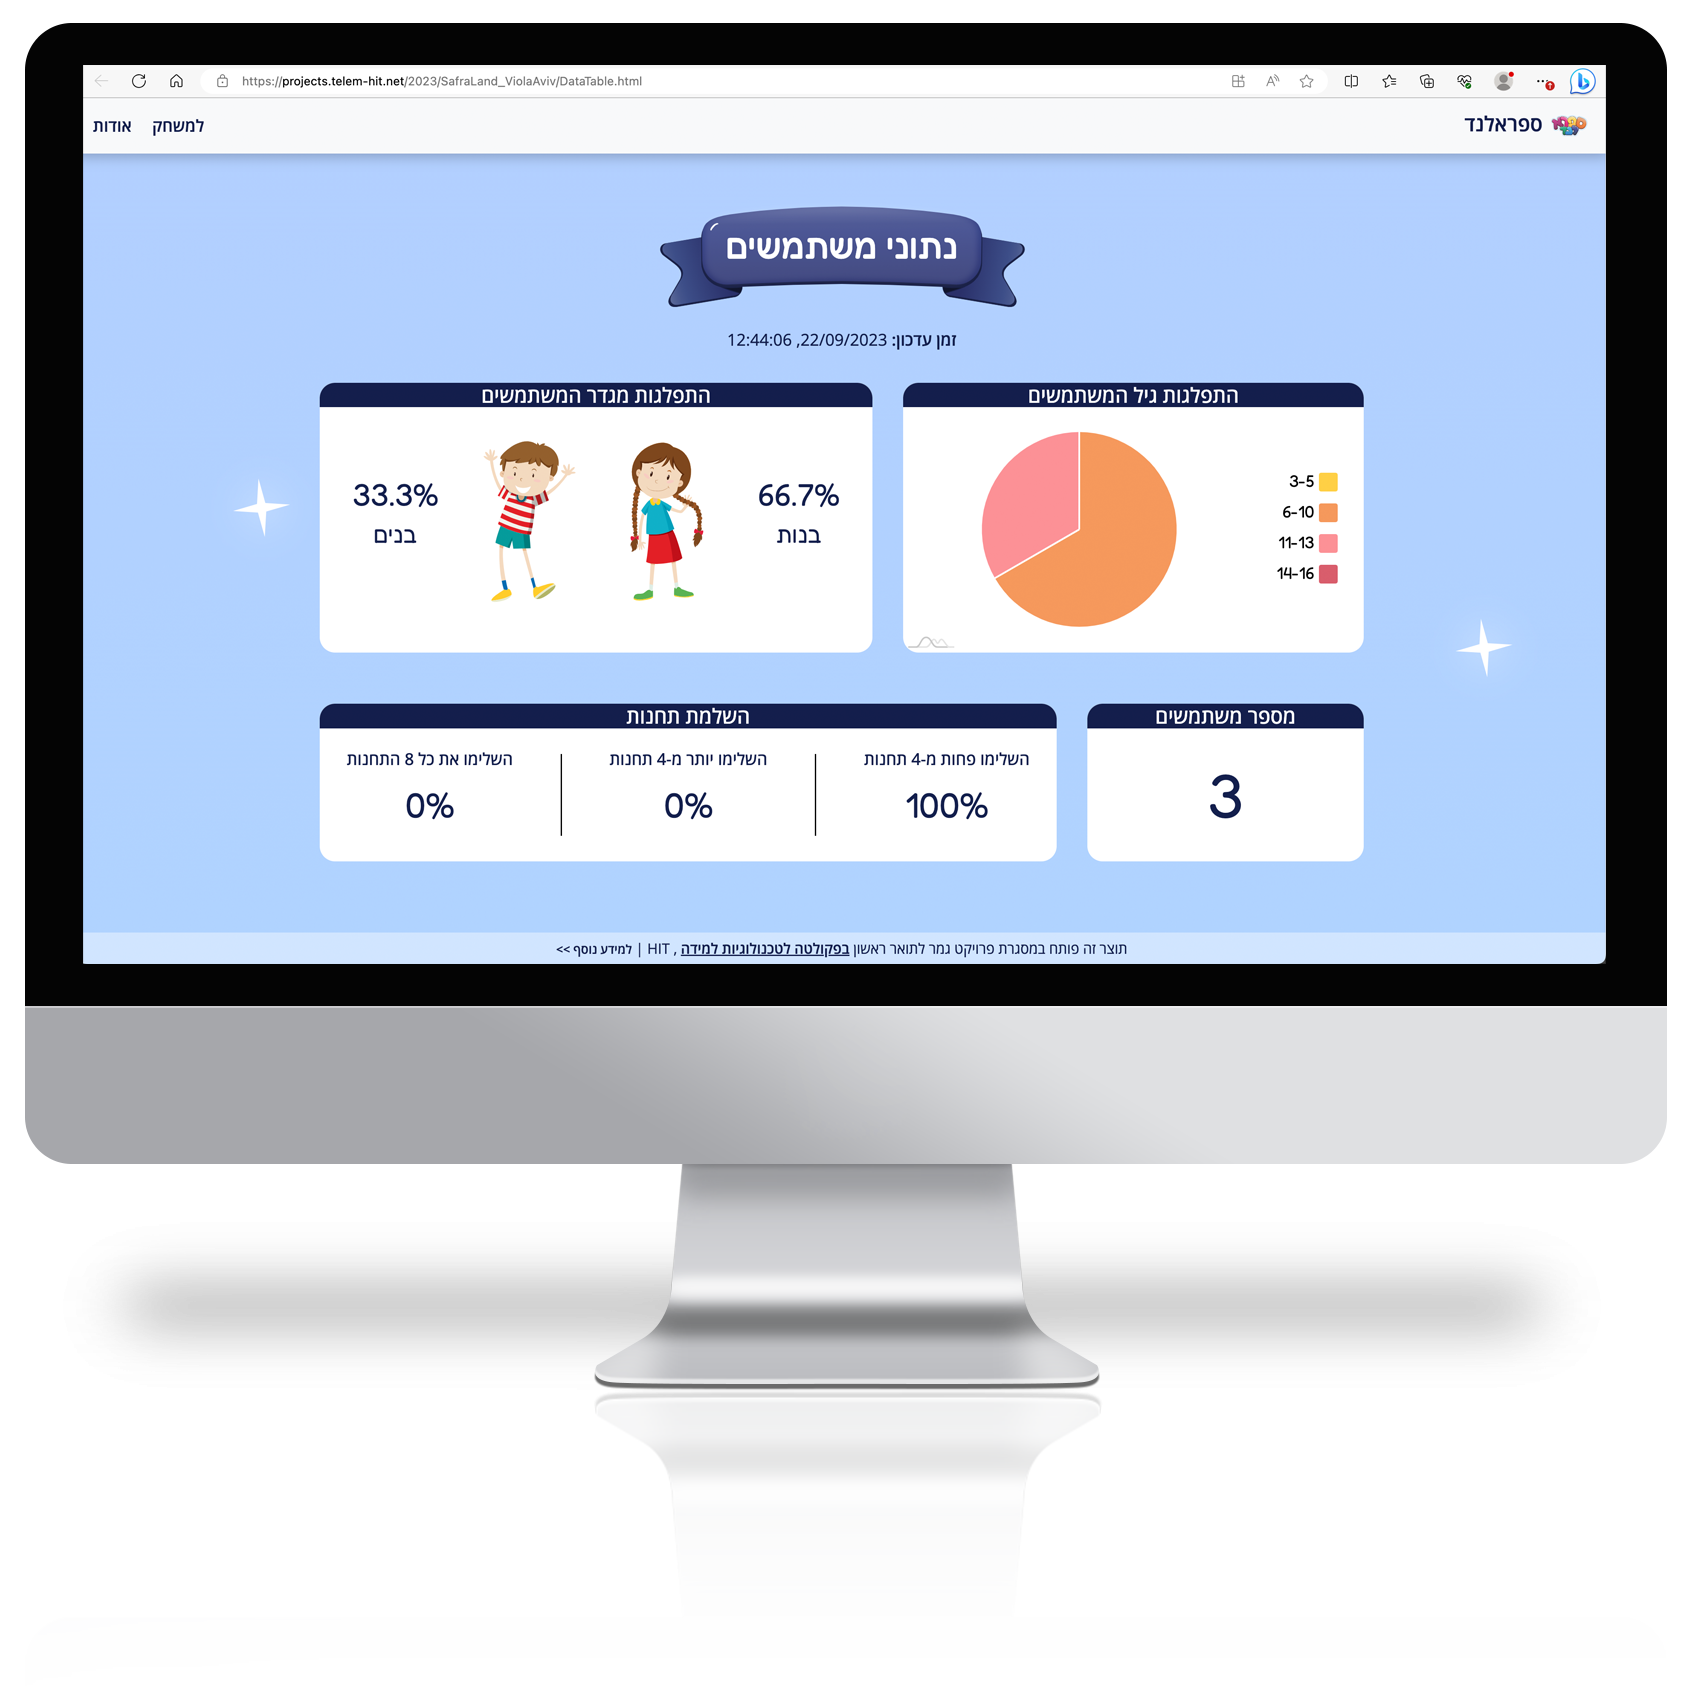 https://projects.telem-hit.net/2023/SafraLand_ViolaAviv/DataTable.html
ספראלנד
למשחק
אודות
נתוני משתמשים
זמן עדכון: 22/09/2023, 12:44:06
התפלגות גיל המשתמשים
3-5
6-10
11-13
14-16
התפלגות מגדר המשתמשים
66.7%
בנות
33.3%
בנים
מספר משתמשים
3
השלמת תחנות
השלימו פחות מ-4 תחנות
100%
השלימו יותר מ-4 תחנות
0%
השלימו את כל 8 התחנות
0%
תוצר זה פותח במסגרת פרויקט גמר לתואר ראשון בפקולטה לטכנולוגיות למידה , HIT | למידע נוסף >>